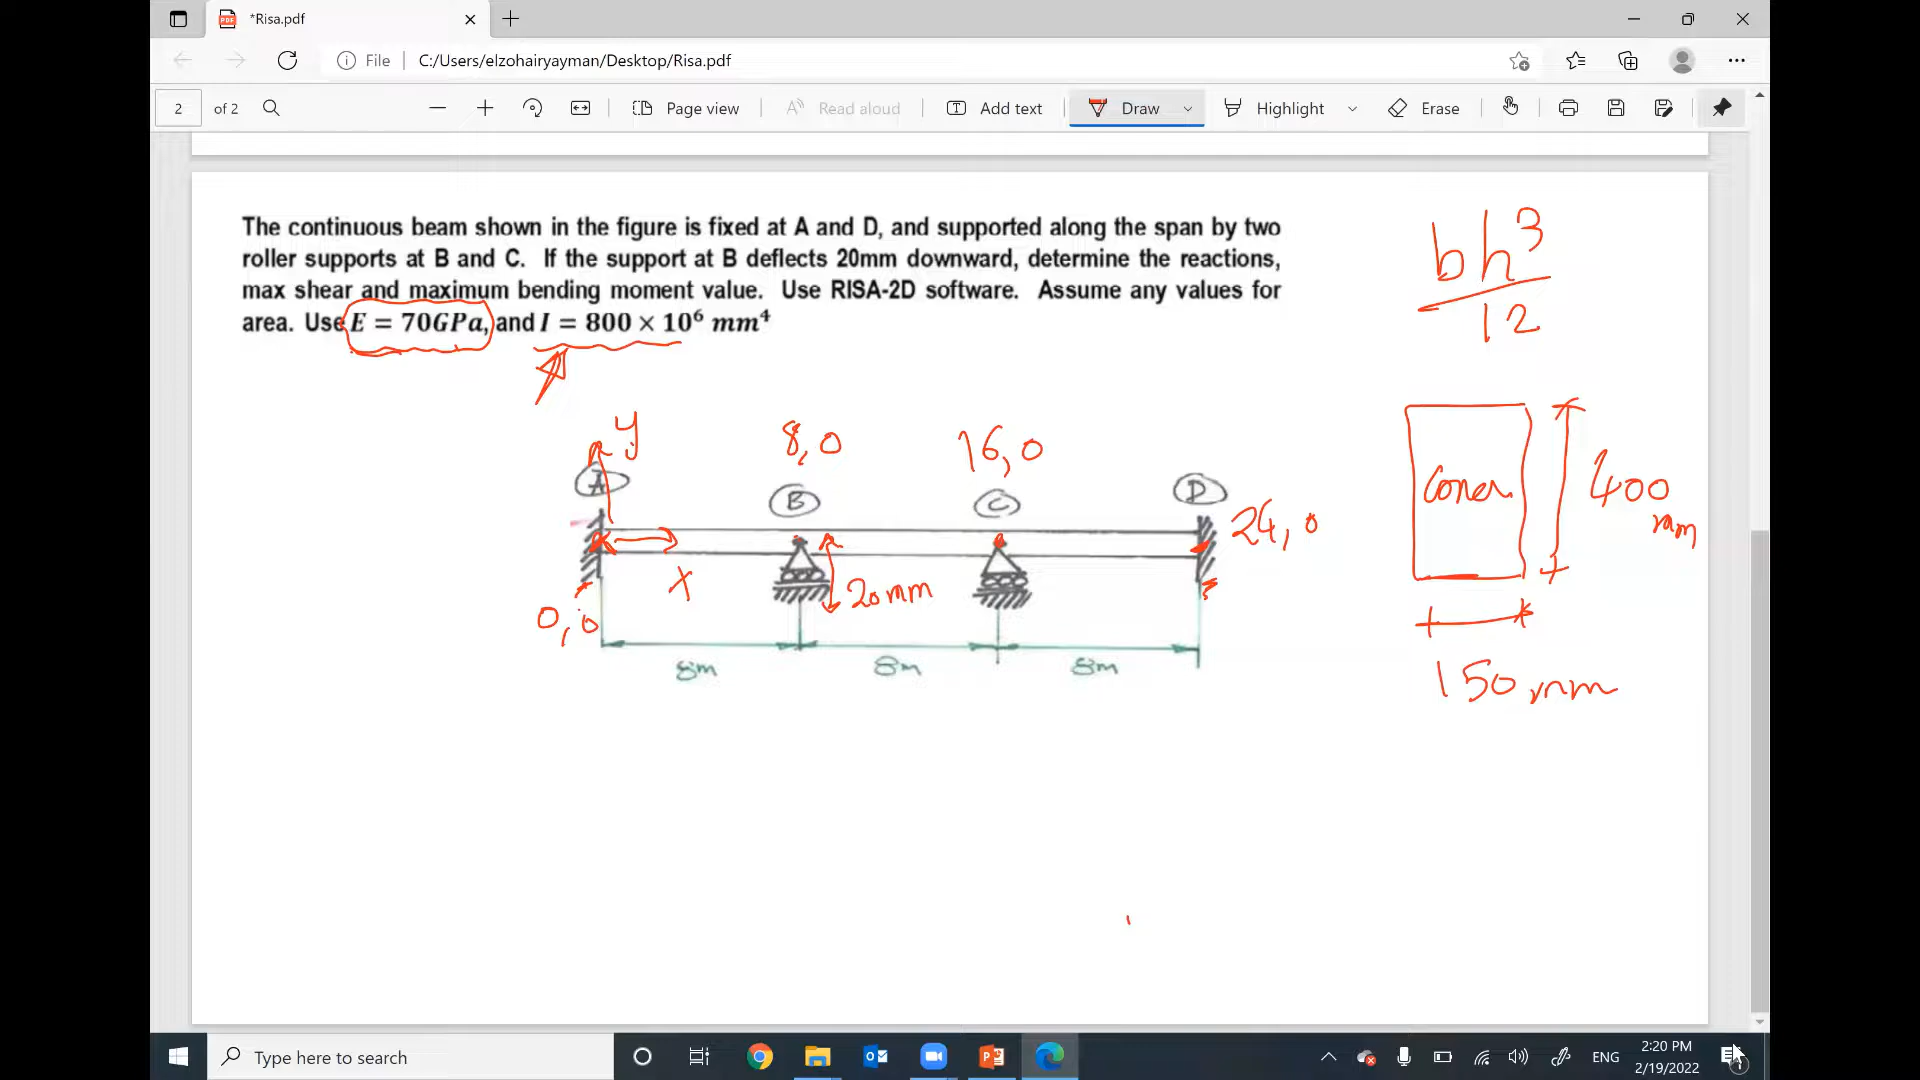 *Risa.pdf
File C:/Users/elzohairyayman/Desktop/Risa.pdf
2 of 2 Page view Read aloud Add text Draw Highlight Erase
The continuous beam shown in the figure is fixed at A and D, and supported along the span by two
roller supports at B and C. If the support at B deflects 20mm downward, determine the reactions,
max shear and maximum bending moment value. Use RISA-2D software. Assume any values for
area. Use E = 70GPa, and I = 800 × 10⁶ mm⁴
bh³
12
y
8,0
16,0
A
B
C
D
24,0
x
20mm
0,0
8m
8m
8m
Concr.
400
mm
150mm
Type here to search
ENG
2:20 PM
2/19/2022
1